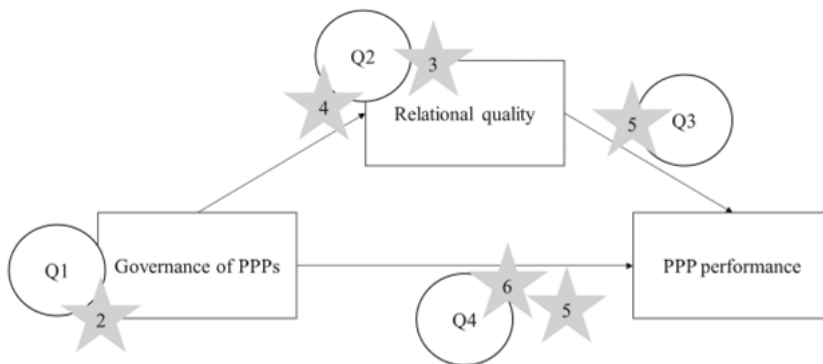 Q2
3
4
Relational quality
5
Q3
Q1
Governance of PPPs
2
PPP performance
6
5
Q4